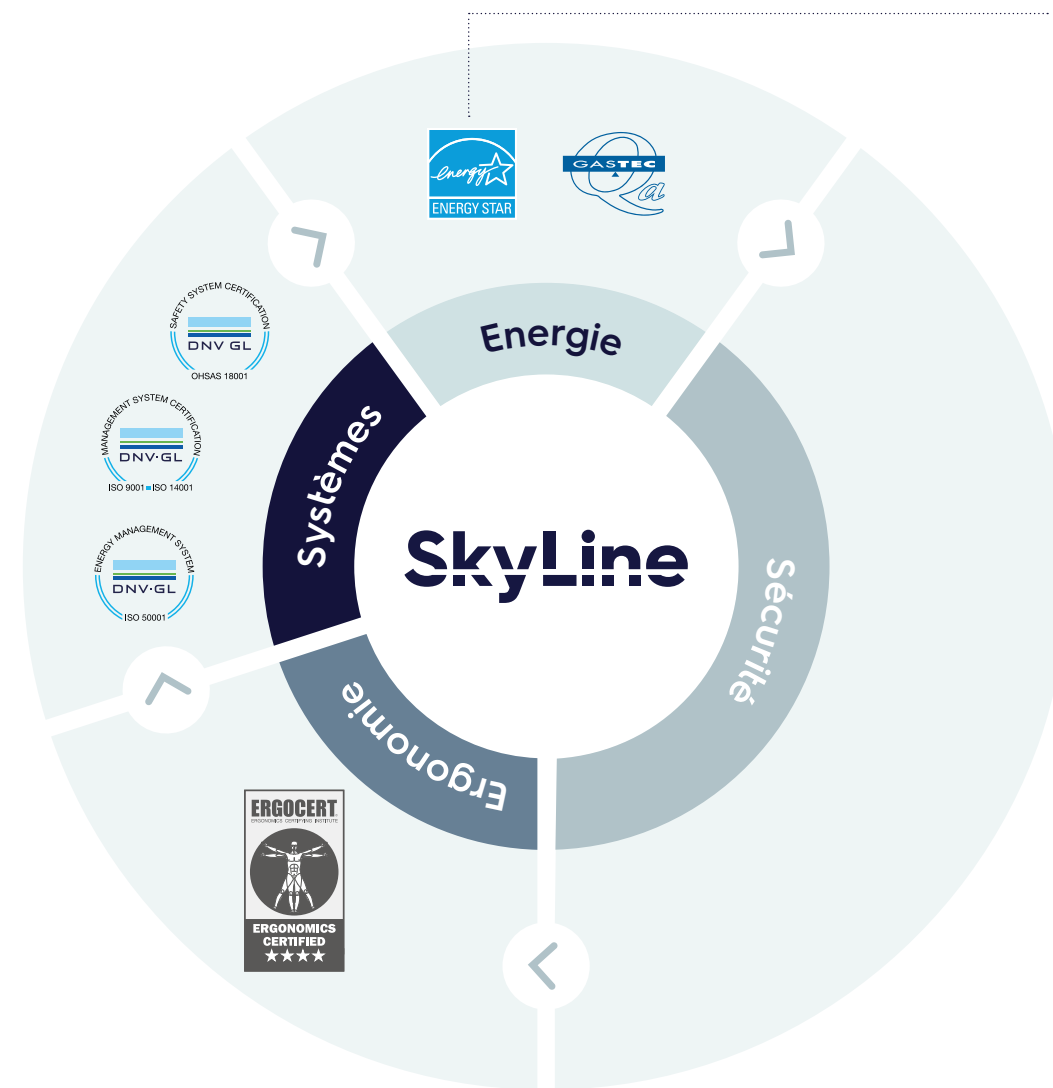 energy
ENERGY STAR
GASTEC
Qa
Energie
SAFETY SYSTEM CERTIFICATION
DNV GL
OHSAS 18001
Systèmes
MANAGEMENT SYSTEM CERTIFICATION
DNV·GL
ISO 9001 ISO 14001
SkyLine
ENERGY MANAGEMENT SYSTEM
DNV·GL
ISO 50001
Sécurité
Ergonomie
ERGOCERT
ERGONOMICS CERTIFYING INSTITUTE
ERGONOMICS
CERTIFIED